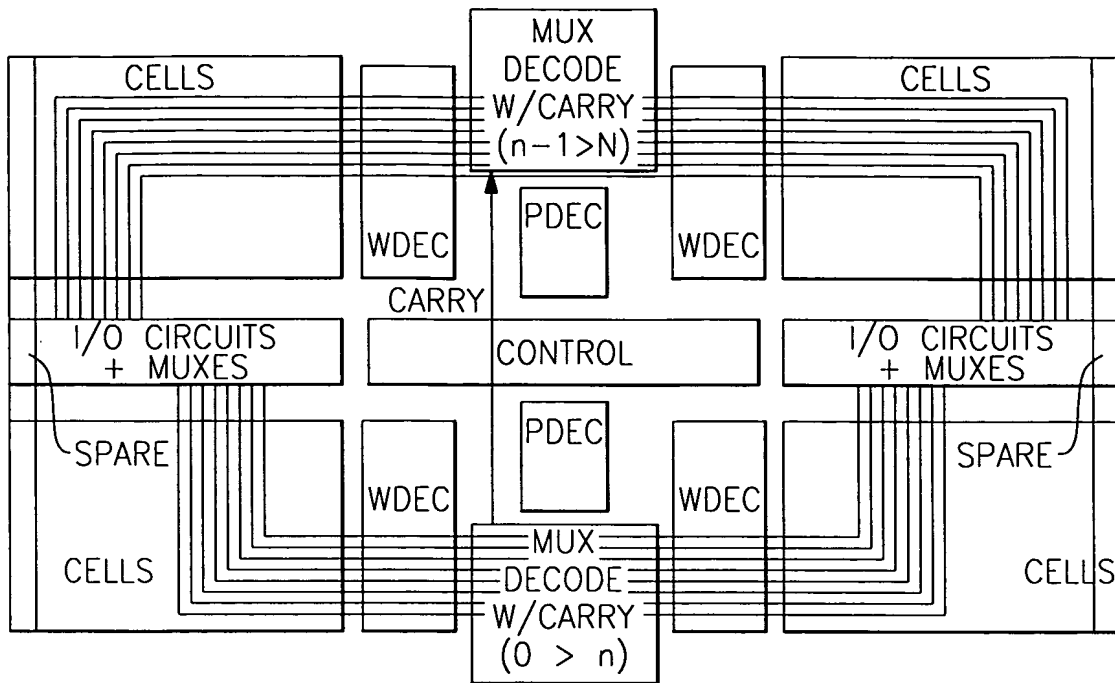 MUX
DECODE
W/CARRY
(n-1>N)
CELLS
CELLS
WDEC
PDEC
WDEC
CARRY
I/O CIRCUITS
+ MUXES
CONTROL
I/O CIRCUITS
+ MUXES
SPARE
WDEC
PDEC
WDEC
SPARE
CELLS
MUX
DECODE
W/CARRY
(0 > n)
CELLS